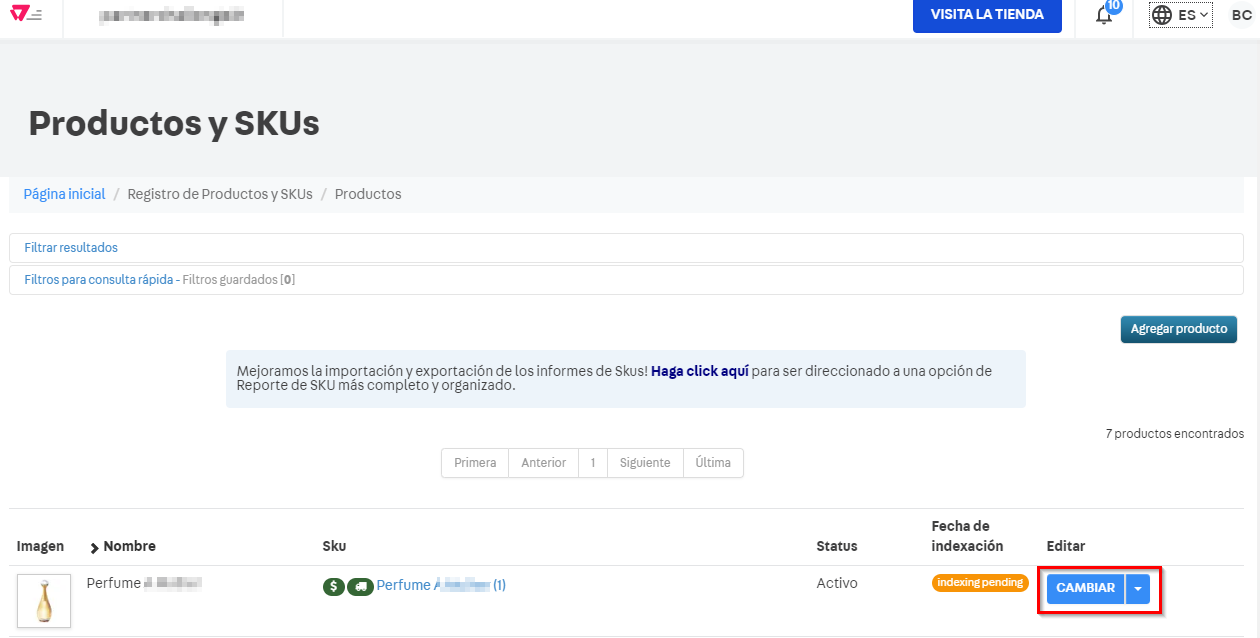 VISITA LA TIENDA
10
ES
BC
Productos y SKUs
Página inicial / Registro de Productos y SKUs / Productos
Filtrar resultados
Filtros para consulta rápida - Filtros guardados [0]
Agregar producto
Mejoramos la importación y exportación de los informes de Skus! Haga click aquí para ser direccionado a una opción de
Reporte de SKU más completo y organizado.
7 productos encontrados
Primera Anterior 1 Siguiente Última
Imagen Nombre Sku Status Fecha de
indexación Editar
Perfume
$ Perfume (1) Activo indexing pending CAMBIAR